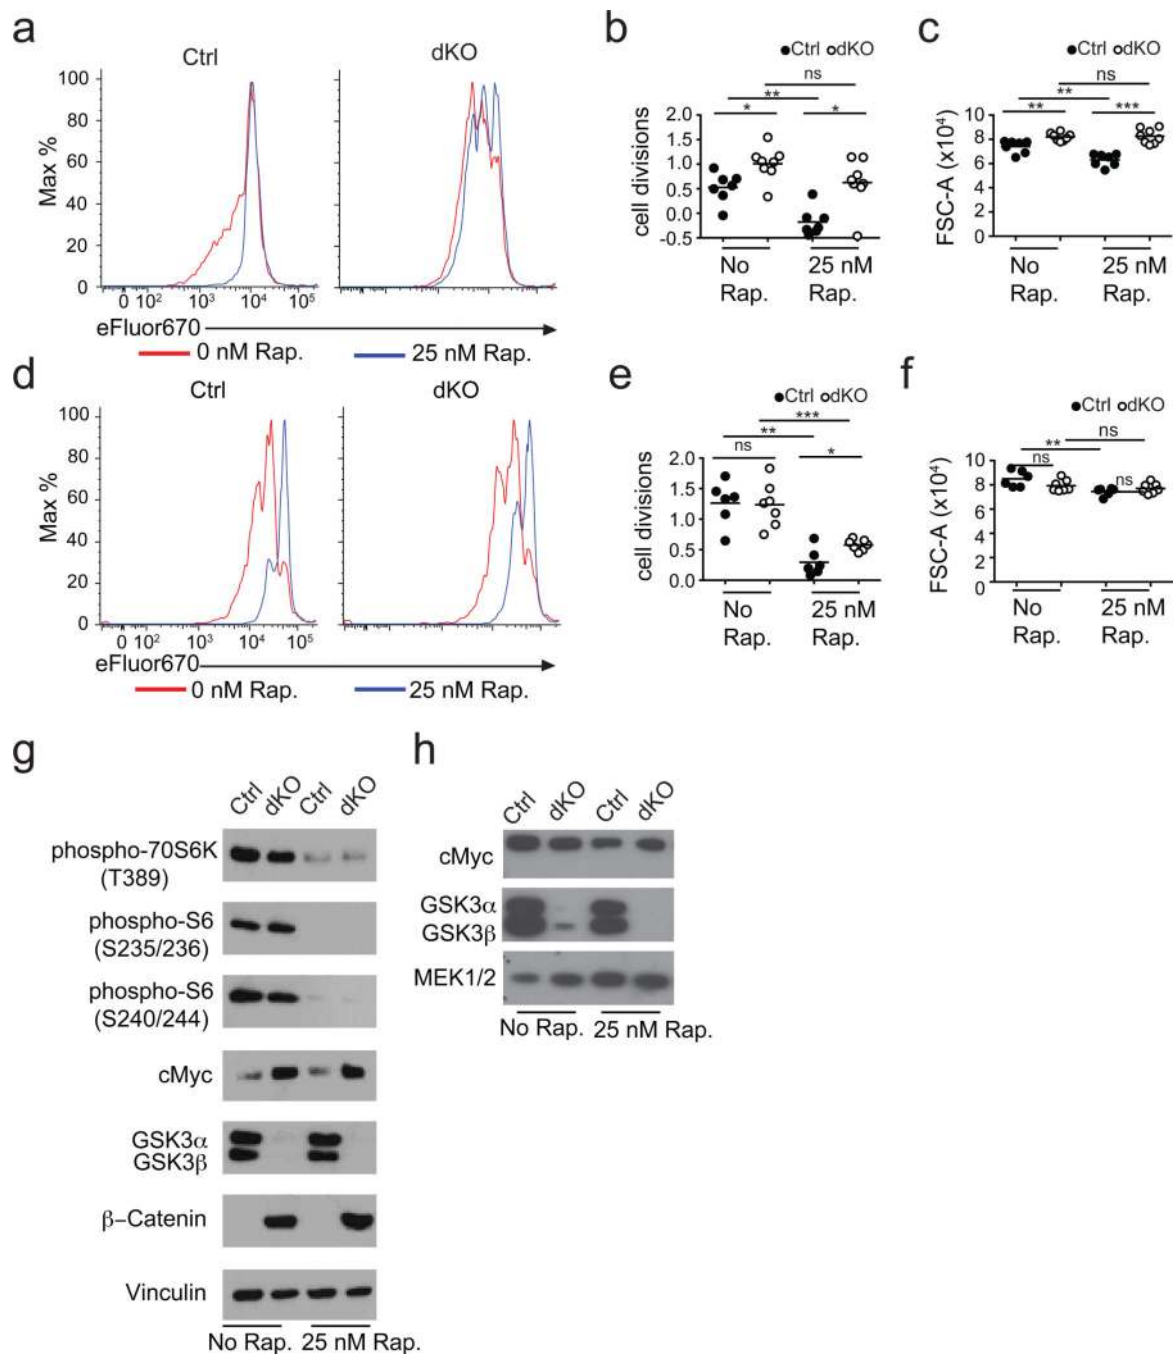 a
Ctrl
dKO
Max %
100
80
60
40
20
0
0 10² 10³ 10⁴ 10⁵
eFluor670
0 nM Rap.
25 nM Rap.
b
●Ctrl ○dKO
ns
**
* *
cell divisions
2.0
1.5
1.0
0.5
0.0
-0.5
No Rap.
25 nM Rap.
c
●Ctrl ○dKO
ns
**
** ***
FSC-A (x10⁴)
10
8
6
4
2
0
No Rap.
25 nM Rap.
d
Ctrl
dKO
Max %
100
80
60
40
20
0
0 10² 10³ 10⁴ 10⁵
eFluor670
0 nM Rap.
25 nM Rap.
e
●Ctrl ○dKO
***
**
ns *
cell divisions
2.0
1.5
1.0
0.5
0.0
No Rap.
25 nM Rap.
f
●Ctrl ○dKO
ns
**
ns ns
FSC-A (x10⁴)
10
8
6
4
2
0
No Rap.
25 nM Rap.
g
Ctrl dKO Ctrl dKO
phospho-70S6K
(T389)
phospho-S6
(S235/236)
phospho-S6
(S240/244)
cMyc
GSK3α
GSK3β
β−Catenin
Vinculin
No Rap. 25 nM Rap.
h
Ctrl dKO Ctrl dKO
cMyc
GSK3α
GSK3β
MEK1/2
No Rap. 25 nM Rap.